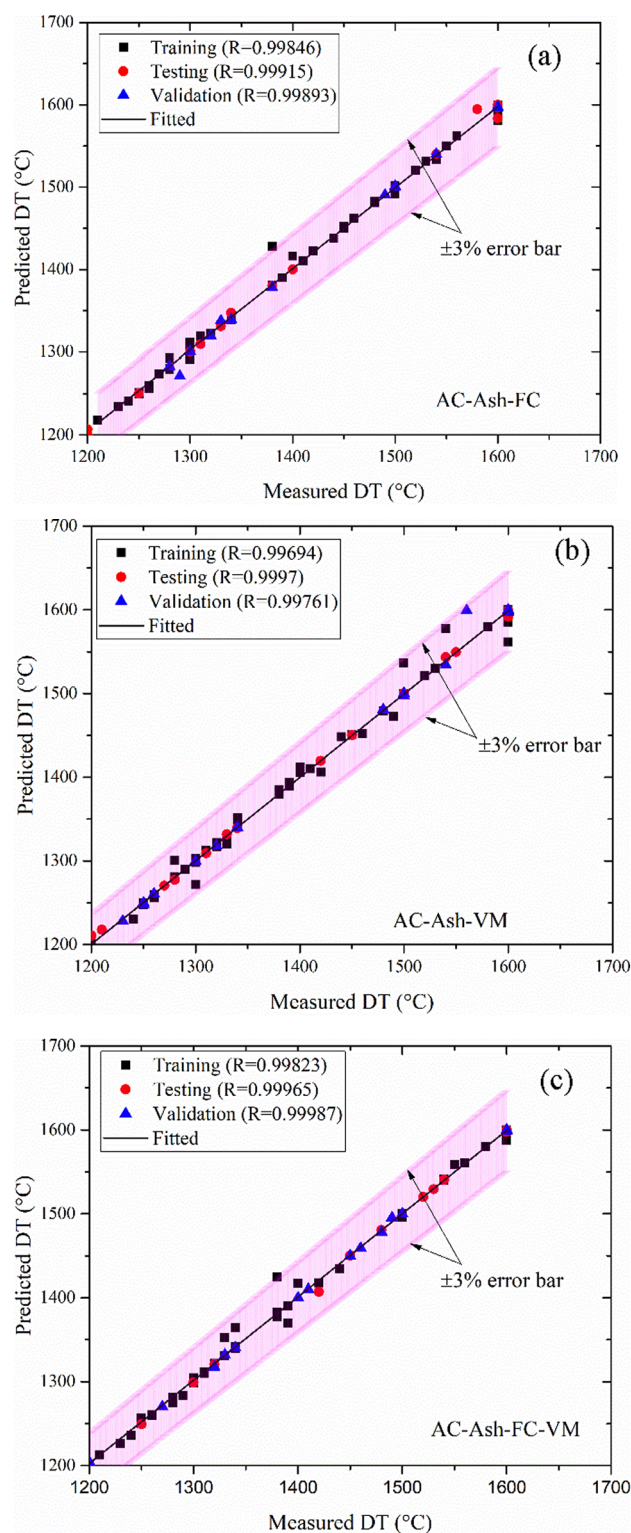 Training (R=0.99846)
Testing (R=0.99915)
Validation (R=0.99893)
Fitted
(a)
±3% error bar
AC-Ash-FC
Predicted DT (°C)
1700
1600
1500
1400
1300
1200
1200 1300 1400 1500 1600 1700
Measured DT (°C)
Training (R=0.99694)
Testing (R=0.9997)
Validation (R=0.99761)
Fitted
(b)
±3% error bar
AC-Ash-VM
Predicted DT (°C)
1700
1600
1500
1400
1300
1200
1200 1300 1400 1500 1600 1700
Measured DT (°C)
Training (R=0.99823)
Testing (R=0.99965)
Validation (R=0.99987)
Fitted
(c)
±3% error bar
AC-Ash-FC-VM
Predicted DT (°C)
1700
1600
1500
1400
1300
1200
1200 1300 1400 1500 1600 1700
Measured DT (°C)